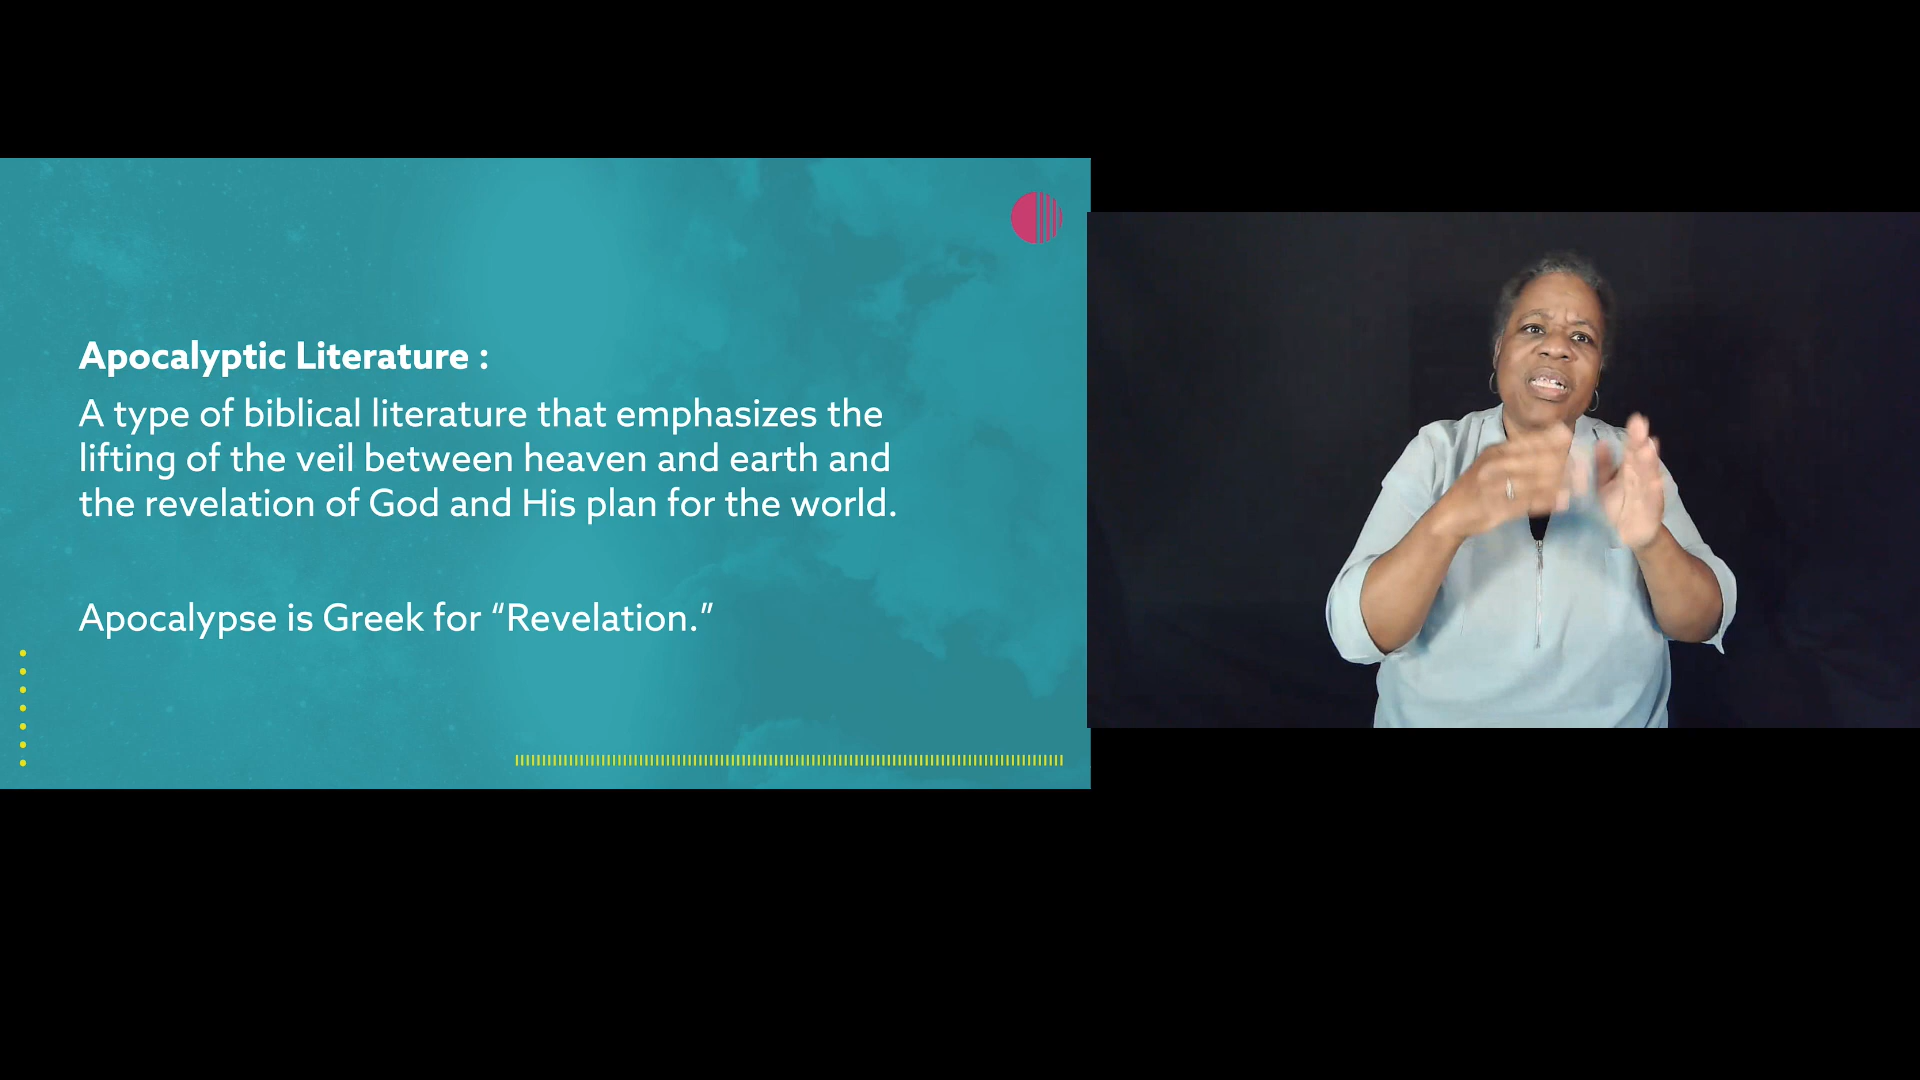 Apocalyptic Literature :
A type of biblical literature that emphasizes the
lifting of the veil between heaven and earth and
the revelation of God and His plan for the world.
Apocalypse is Greek for “Revelation.”